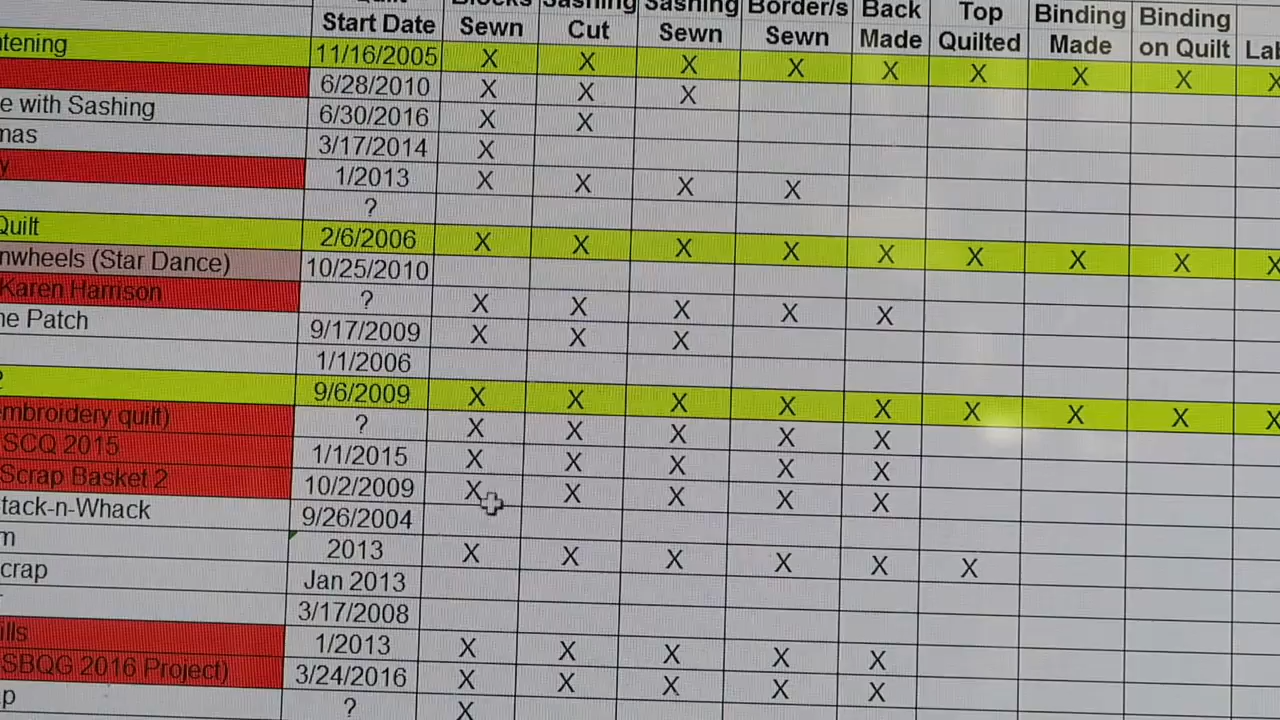 Start Date Sewn Cut Sewn Sewn Made Quilted Made on Quilt
Blocks Sashing Sashing Border/s Back Top Binding Binding
tening 11/16/2005 X X X X X X X X X
6/28/2010 X X X
e with Sashing 6/30/2016 X X
mas 3/17/2014 X
y 1/2013 X X X X
?
Quilt 2/6/2006 X X X X X X X X X
nwheels (Star Dance) 10/25/2010
Karen Harrison ? X X X X X
ne Patch 9/17/2009 X X X
1/1/2006
2 9/6/2009 X X X X X X X X X
embroidery quilt) ? X X X X X
SCQ 2015 1/1/2015 X X X X X
Scrap Basket 2 10/2/2009 X X X X X
tack-n-Whack 9/26/2004
m 2013 X X X X X X
crap Jan 2013
3/17/2008
ills 1/2013 X X X X X
SBQG 2016 Project) 3/24/2016 X X X X X
p ? X